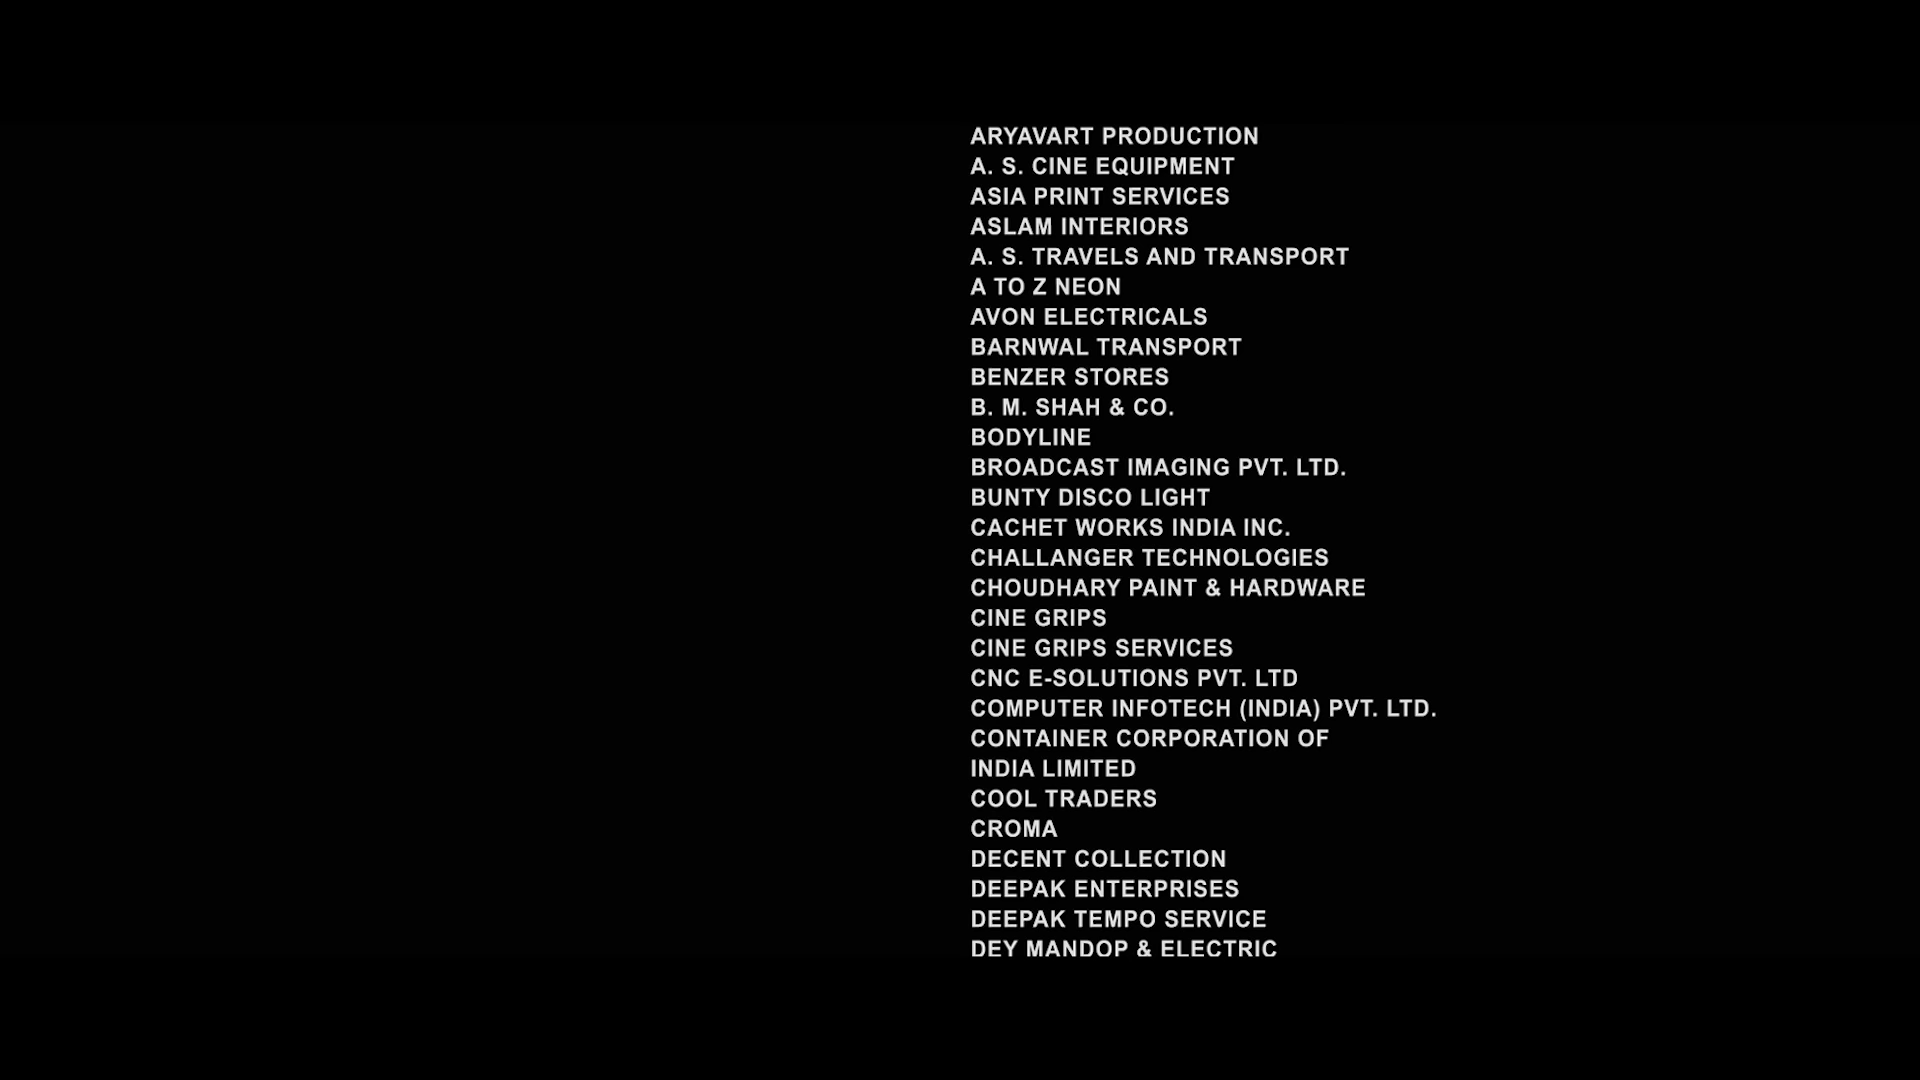 ARYAVART PRODUCTION
A. S. CINE EQUIPMENT
ASIA PRINT SERVICES
ASLAM INTERIORS
A. S. TRAVELS AND TRANSPORT
A TO Z NEON
AVON ELECTRICALS
BARNWAL TRANSPORT
BENZER STORES
B. M. SHAH & CO.
BODYLINE
BROADCAST IMAGING PVT. LTD.
BUNTY DISCO LIGHT
CACHET WORKS INDIA INC.
CHALLANGER TECHNOLOGIES
CHOUDHARY PAINT & HARDWARE
CINE GRIPS
CINE GRIPS SERVICES
CNC E-SOLUTIONS PVT. LTD
COMPUTER INFOTECH (INDIA) PVT. LTD.
CONTAINER CORPORATION OF
INDIA LIMITED
COOL TRADERS
CROMA
DECENT COLLECTION
DEEPAK ENTERPRISES
DEEPAK TEMPO SERVICE
DEY MANDOP & ELECTRIC